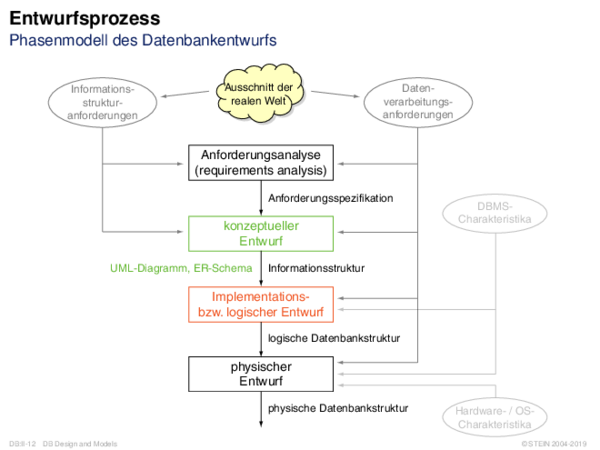 Entwurfsprozess
Phasenmodell des Datenbankentwurfs
Informations-
struktur-
anforderungen
Ausschnitt der
realen Welt
Daten-
verarbeitungs-
anforderungen
Anforderungsanalyse
(requirements analysis)
Anforderungsspezifikation
DBMS-
Charakteristika
konzeptueller
Entwurf
UML-Diagramm, ER-Schema
Informationsstruktur
Implementations-
bzw. logischer Entwurf
logische Datenbankstruktur
physischer
Entwurf
physische Datenbankstruktur
Hardware- / OS-
Charakteristika
DB:II-12 DB Design and Models
© STEIN 2004-2019